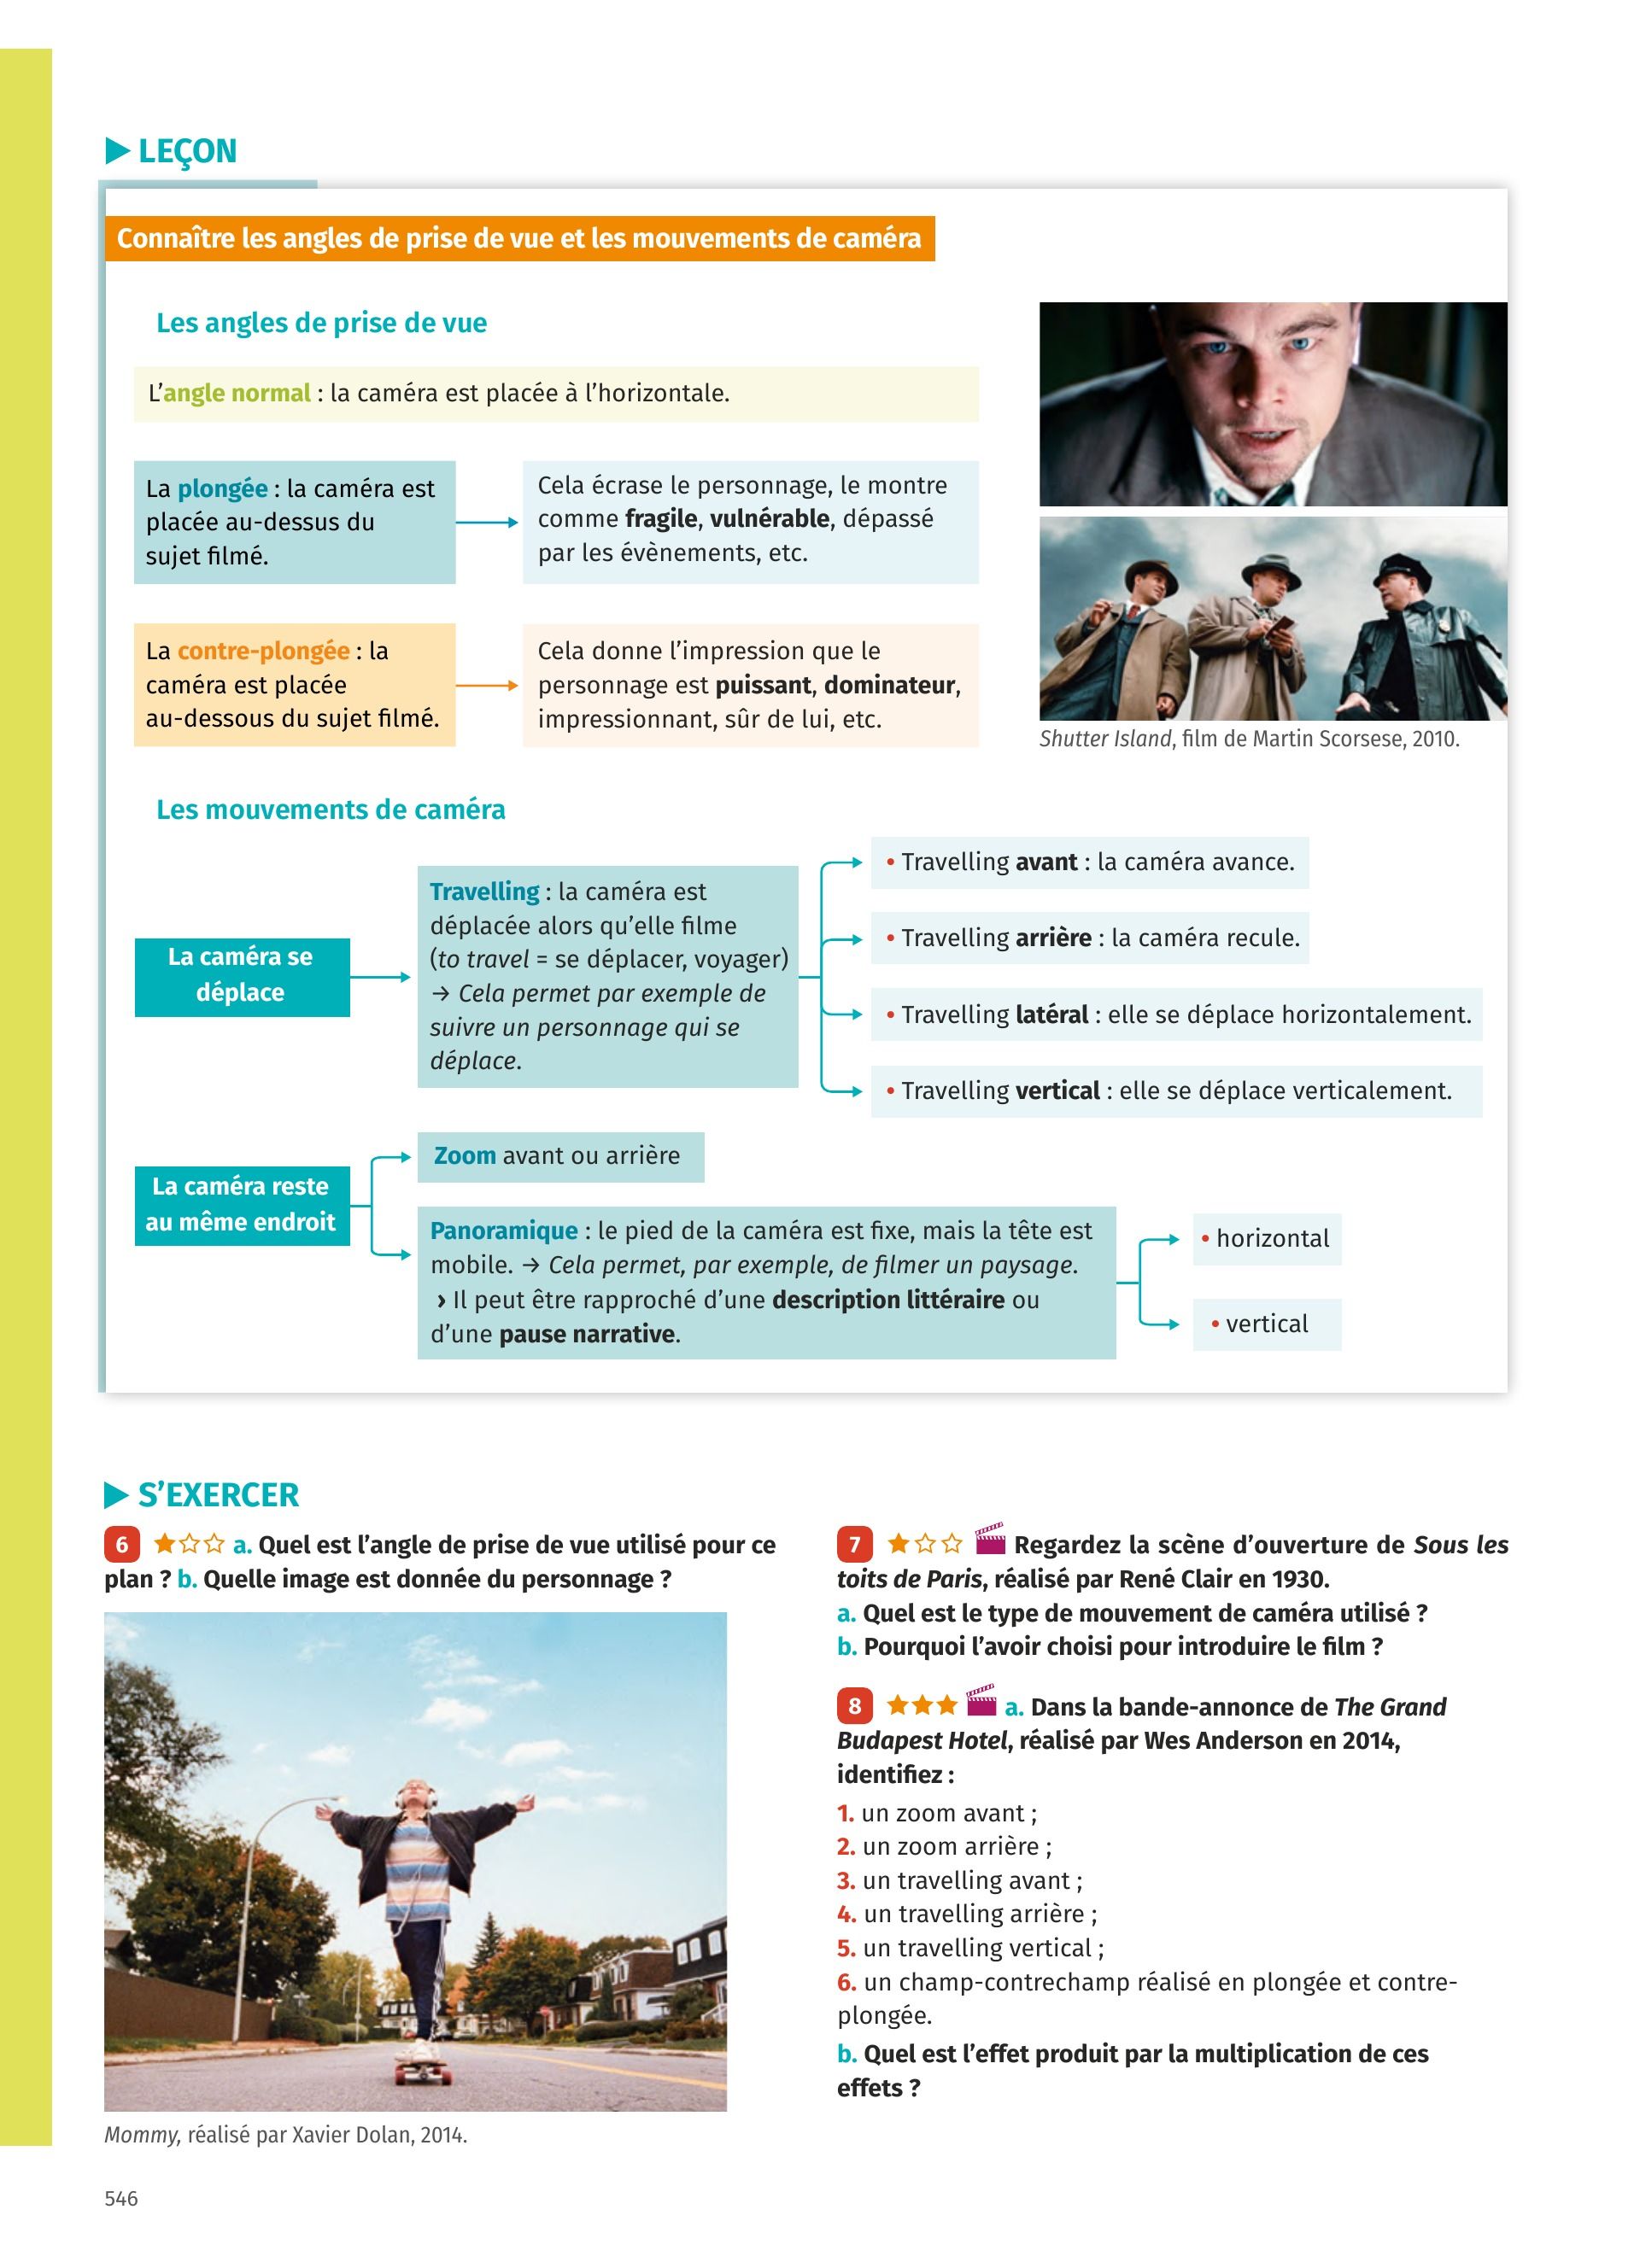 LEÇON
Connaître les angles de prise de vue et les mouvements de caméra
Les angles de prise de vue
L’angle normal : la caméra est placée à l’horizontale.
La plongée : la caméra est
placée au-dessus du
sujet filmé.
Cela écrase le personnage, le montre
comme fragile, vulnérable, dépassé
par les évènements, etc.
La contre-plongée : la
caméra est placée
au-dessous du sujet filmé.
Cela donne l’impression que le
personnage est puissant, dominateur,
impressionnant, sûr de lui, etc.
Shutter Island, film de Martin Scorsese, 2010.
Les mouvements de caméra
La caméra se
déplace
Travelling : la caméra est
déplacée alors qu’elle filme
(to travel = se déplacer, voyager)
→ Cela permet par exemple de
suivre un personnage qui se
déplace.
• Travelling avant : la caméra avance.
• Travelling arrière : la caméra recule.
• Travelling latéral : elle se déplace horizontalement.
• Travelling vertical : elle se déplace verticalement.
La caméra reste
au même endroit
Zoom avant ou arrière
Panoramique : le pied de la caméra est fixe, mais la tête est
mobile. → Cela permet, par exemple, de filmer un paysage.
› Il peut être rapproché d’une description littéraire ou
d’une pause narrative.
• horizontal
• vertical
S’EXERCER
6 ★☆☆ a. Quel est l’angle de prise de vue utilisé pour ce
plan ? b. Quelle image est donnée du personnage ?
Mommy, réalisé par Xavier Dolan, 2014.
7 ★☆☆ Regardez la scène d’ouverture de Sous les
toits de Paris, réalisé par René Clair en 1930.
a. Quel est le type de mouvement de caméra utilisé ?
b. Pourquoi l’avoir choisi pour introduire le film ?
8 ★★★ a. Dans la bande-annonce de The Grand
Budapest Hotel, réalisé par Wes Anderson en 2014,
identifiez :
1. un zoom avant ;
2. un zoom arrière ;
3. un travelling avant ;
4. un travelling arrière ;
5. un travelling vertical ;
6. un champ-contrechamp réalisé en plongée et contre-
plongée.
b. Quel est l’effet produit par la multiplication de ces
effets ?
546